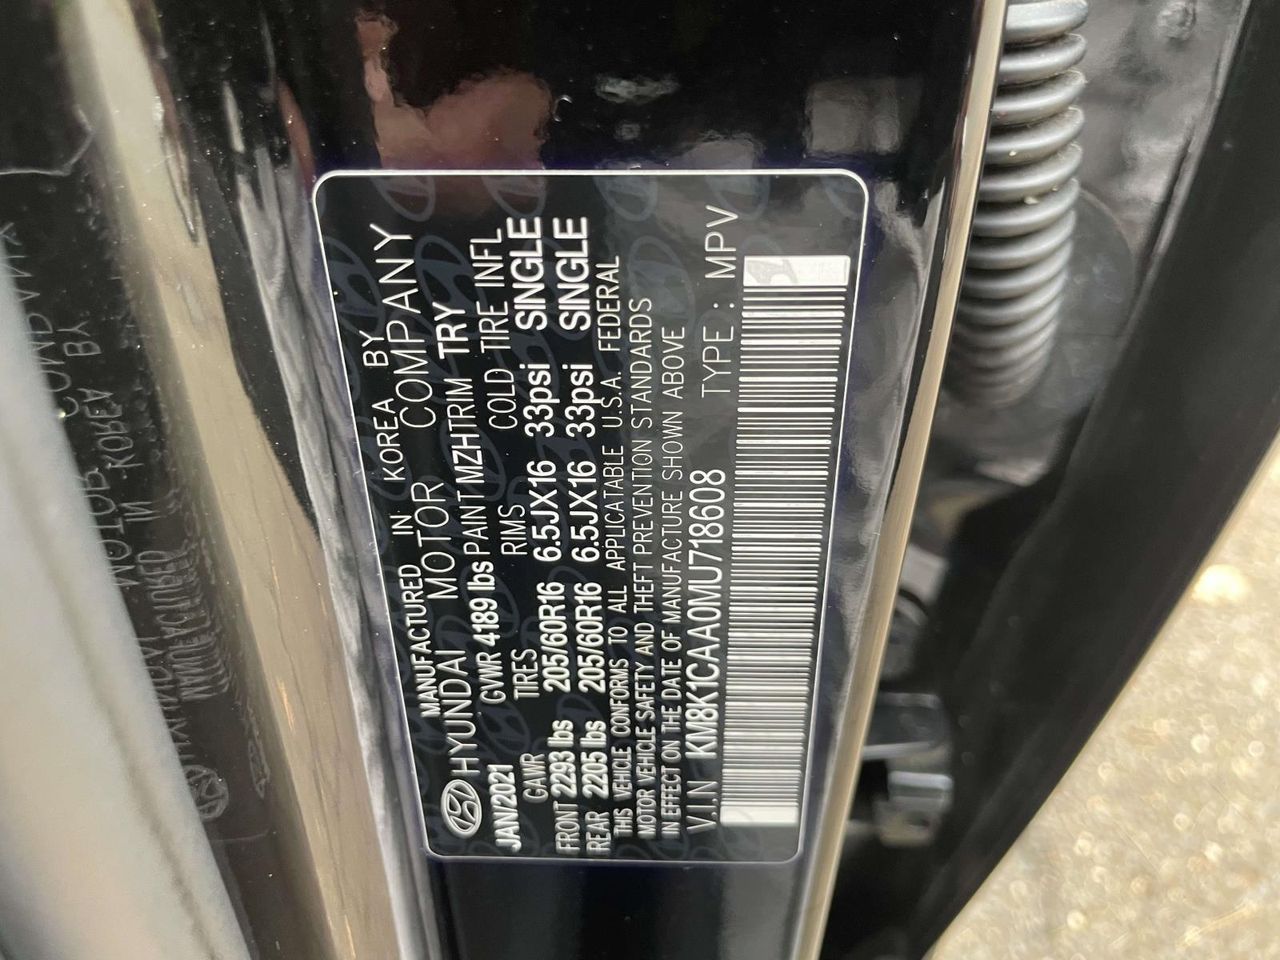 MANUFACTURED IN KOREA BY
HYUNDAI MOTOR COMPANY
JAN/2021 GVWR 4189 lbs PAINT MZH TRIM TRY
GAWR TIRES RIMS COLD TIRE INFL
FRONT 2293 lbs 205/60R16 6.5JX16 33psi SINGLE
REAR 2205 lbs 205/60R16 6.5JX16 33psi SINGLE
THIS VEHICLE CONFORMS TO ALL APPLICATABLE U.S.A. FEDERAL
MOTOR VEHICLE SAFETY AND THEFT PREVENTION STANDARDS
IN EFFECT ON THE DATE OF MANUFACTURE SHOWN ABOVE
V.I.N KM8K1CAA0MU718608 TYPE : MPV